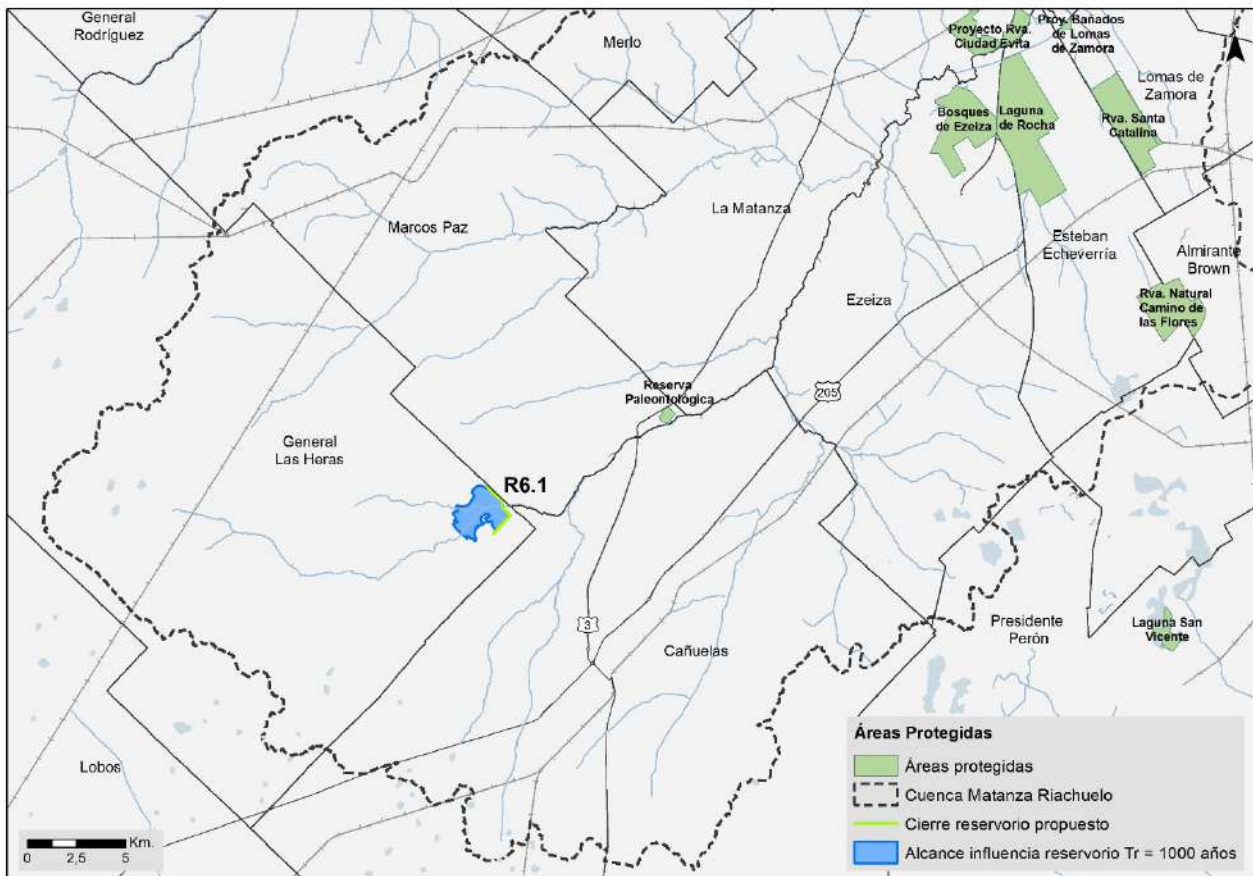 General
Rodríguez
Merlo
Proyecto Rva.
Ciudad Evita
Proy. Bañados
de Lomas
de Zamora
Lomas de
Zamora
Bosques
de Ezeiza
Laguna
de Rocha
Rva. Santa
Catalina
Marcos Paz
La Matanza
Esteban
Echeverría
Almirante
Brown
Ezeiza
Rva. Natural
Camino de
las Flores
Reserva
Paleontológica
205
General
Las Heras
R6.1
3
Cañuelas
Presidente
Perón
Laguna San
Vicente
Lobos
Áreas Protegidas
Áreas protegidas
Cuenca Matanza Riachuelo
Cierre reservorio propuesto
Alcance influencia reservorio Tr = 1000 años
Km.
0 2,5 5